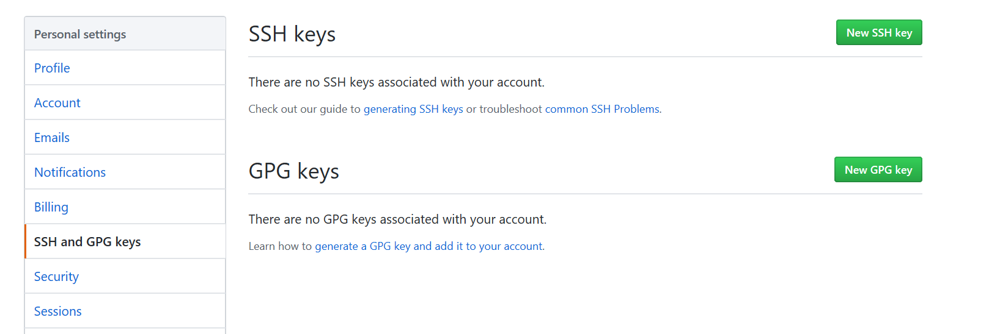 Personal settings
Profile
Account
Emails
Notifications
Billing
SSH and GPG keys
Security
Sessions
SSH keys
New SSH key
There are no SSH keys associated with your account.
Check out our guide to generating SSH keys or troubleshoot common SSH Problems.
GPG keys
New GPG key
There are no GPG keys associated with your account.
Learn how to generate a GPG key and add it to your account.